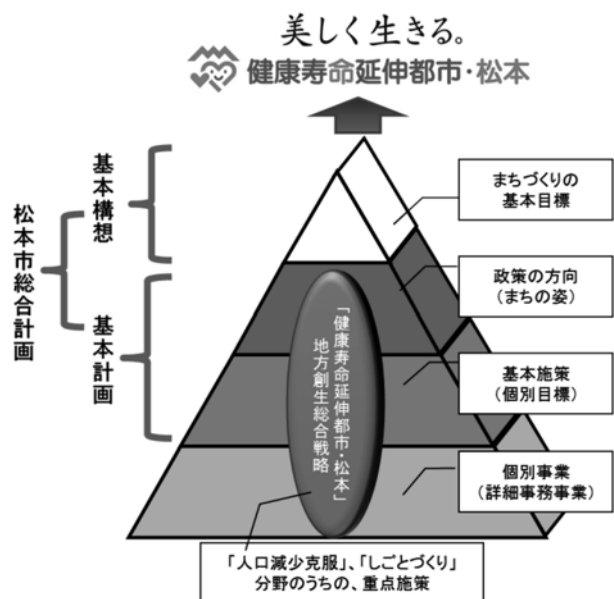 美しく生きる。
健康寿命延伸都市・松本
松本市総合計画
基本構想
基本計画
まちづくりの
基本目標
政策の方向
(まちの姿)
基本施策
(個別目標)
個別事業
(詳細事務事業)
「健康寿命延伸都市・松本」
地方創生総合戦略
「人口減少克服」、「しごとづくり」
分野のうちの、重点施策